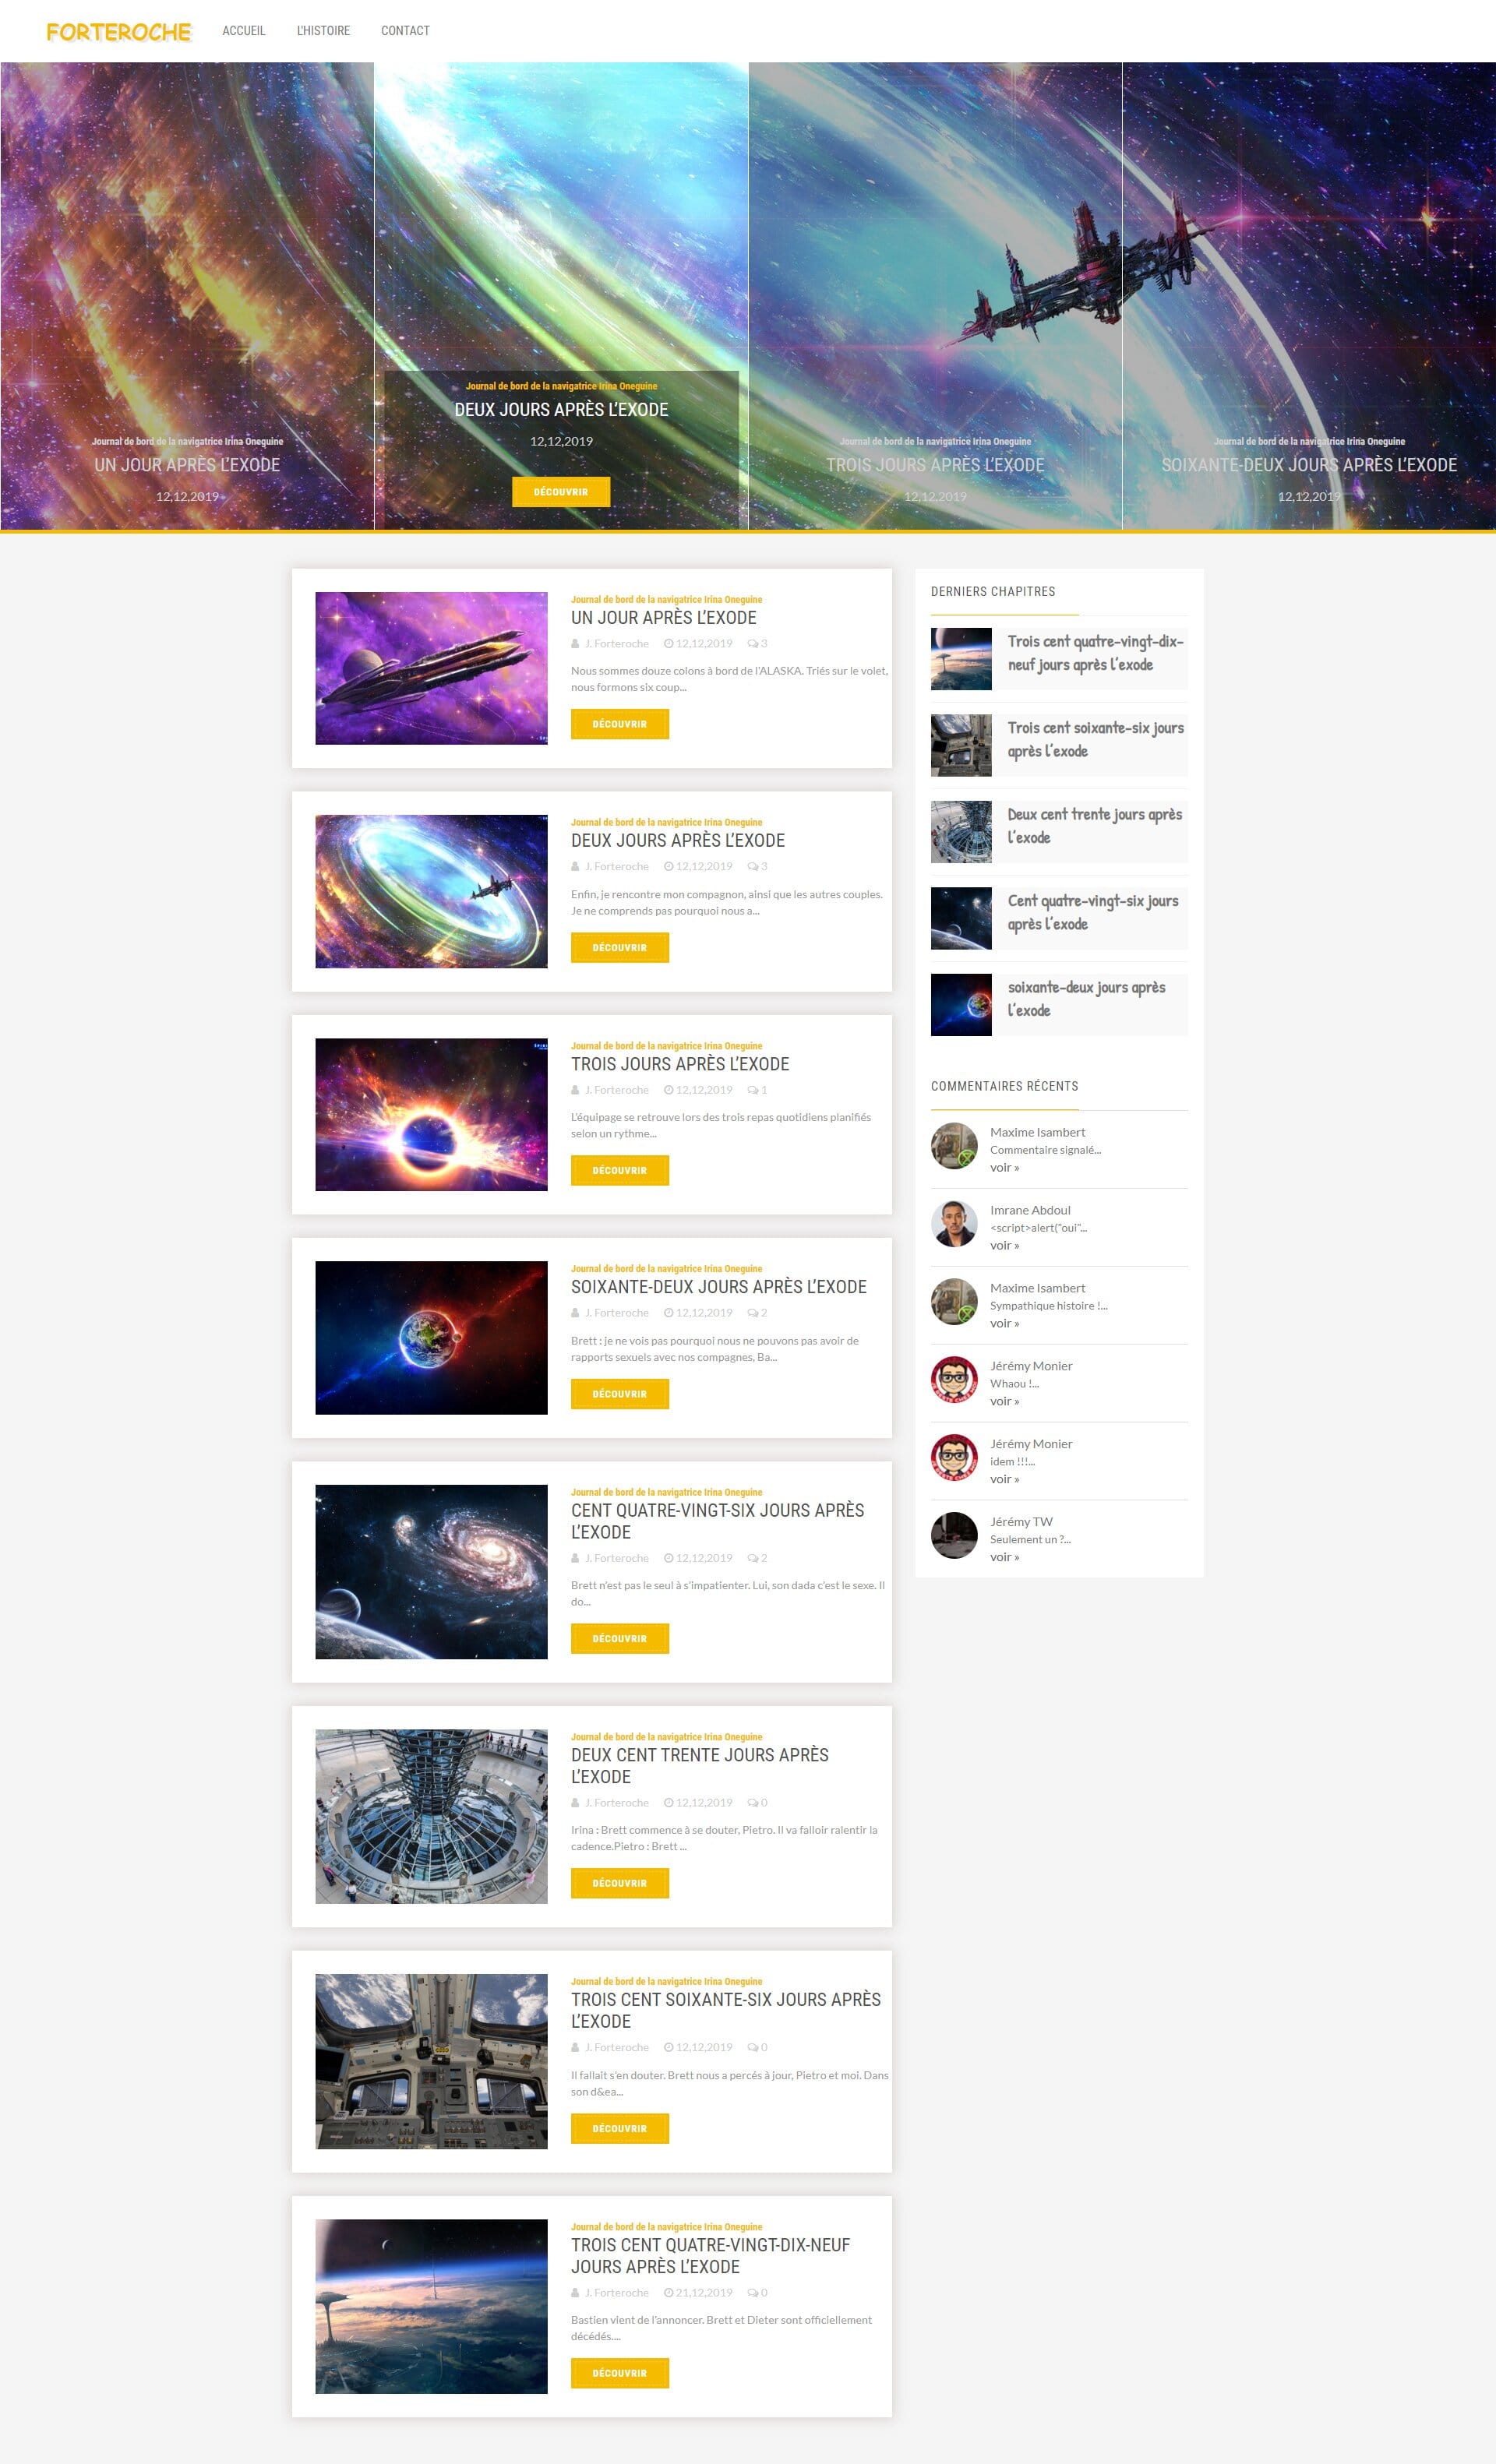 FORTEROCHE
ACCUEIL
L'HISTOIRE
CONTACT
Journal de bord de la navigatrice Irina Oneguine
UN JOUR APRÈS L’EXODE
12,12,2019
Journal de bord de la navigatrice Irina Oneguine
DEUX JOURS APRÈS L’EXODE
12,12,2019
DÉCOUVRIR
Journal de bord de la navigatrice Irina Oneguine
TROIS JOURS APRÈS L’EXODE
12,12,2019
Journal de bord de la navigatrice Irina Oneguine
SOIXANTE-DEUX JOURS APRÈS L’EXODE
12,12,2019
Journal de bord de la navigatrice Irina Oneguine
UN JOUR APRÈS L’EXODE
J. Forteroche 12,12,2019 3
Nous sommes douze colons à bord de l'ALASKA. Triés sur le volet,
nous formons six coup...
DÉCOUVRIR
Journal de bord de la navigatrice Irina Oneguine
DEUX JOURS APRÈS L’EXODE
J. Forteroche 12,12,2019 3
Enfin, je rencontre mon compagnon, ainsi que les autres couples.
Je ne comprends pas pourquoi nous a...
DÉCOUVRIR
Journal de bord de la navigatrice Irina Oneguine
TROIS JOURS APRÈS L’EXODE
J. Forteroche 12,12,2019 1
L'équipage se retrouve lors des trois repas quotidiens planifiés
selon un rythme...
DÉCOUVRIR
Journal de bord de la navigatrice Irina Oneguine
SOIXANTE-DEUX JOURS APRÈS L’EXODE
J. Forteroche 12,12,2019 2
Brett : je ne vois pas pourquoi nous ne pouvons pas avoir de
rapports sexuels avec nos compagnes, Ba...
DÉCOUVRIR
Journal de bord de la navigatrice Irina Oneguine
CENT QUATRE-VINGT-SIX JOURS APRÈS
L’EXODE
J. Forteroche 12,12,2019 2
Brett n'est pas le seul à s'impatienter. Lui, son dada c'est le sexe. Il
do...
DÉCOUVRIR
Journal de bord de la navigatrice Irina Oneguine
DEUX CENT TRENTE JOURS APRÈS
L’EXODE
J. Forteroche 12,12,2019 0
Irina : Brett commence à se douter, Pietro. Il va falloir ralentir la
cadence.Pietro : Brett ...
DÉCOUVRIR
Journal de bord de la navigatrice Irina Oneguine
TROIS CENT SOIXANTE-SIX JOURS APRÈS
L’EXODE
J. Forteroche 12,12,2019 0
Il fallait s'en douter. Brett nous a percés à jour, Pietro et moi. Dans
son d&ea...
DÉCOUVRIR
Journal de bord de la navigatrice Irina Oneguine
TROIS CENT QUATRE-VINGT-DIX-NEUF
JOURS APRÈS L’EXODE
J. Forteroche 21,12,2019 0
Bastien vient de l'annoncer. Brett et Dieter sont officiellement
décédés....
DÉCOUVRIR
DERNIERS CHAPITRES
Trois cent quatre-vingt-dix-
neuf jours après l’exode
Trois cent soixante-six jours
après l’exode
Deux cent trente jours après
l’exode
Cent quatre-vingt-six jours
après l’exode
soixante-deux jours après
l’exode
COMMENTAIRES RÉCENTS
Maxime Isambert
Commentaire signalé...
voir »
Imrane Abdoul
<script>alert("oui"...
voir »
Maxime Isambert
Sympathique histoire !...
voir »
Jérémy Monier
Whaou !...
voir »
Jérémy Monier
idem !!!...
voir »
Jérémy TW
Seulement un ?...
voir »